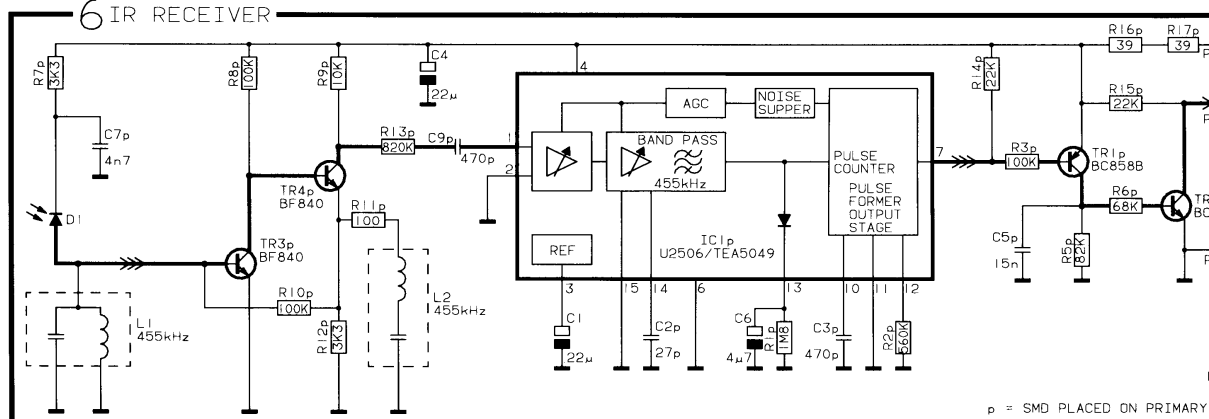 6 IR RECEIVER
R7p
3K3
R8p
100K
R9p
10K
C4
22µ
C7p
4n7
R13p
820K
C9p
470p
TR4p
BF840
R11p
100
D1
TR3p
BF840
R10p
100K
R12p
3K3
L1
455kHz
L2
455kHz
4
1
2
AGC
NOISE
SUPPER
BAND PASS
455kHz
PULSE
COUNTER
PULSE
FORMER
OUTPUT
STAGE
REF
IC1p
U2506/TEA5049
7
3
15
14
6
13
10
11
12
C1
22µ
C2p
27p
C6
4µ7
R1p
1M8
C3p
470p
R2p
560K
R14p
22K
R3p
100K
TR1p
BC858B
R16p
39
R17p
39
R15p
22K
R6p
68K
C5p
15n
R5p
82K
TR
BC
P
P
P
p = SMD PLACED ON PRIMARY